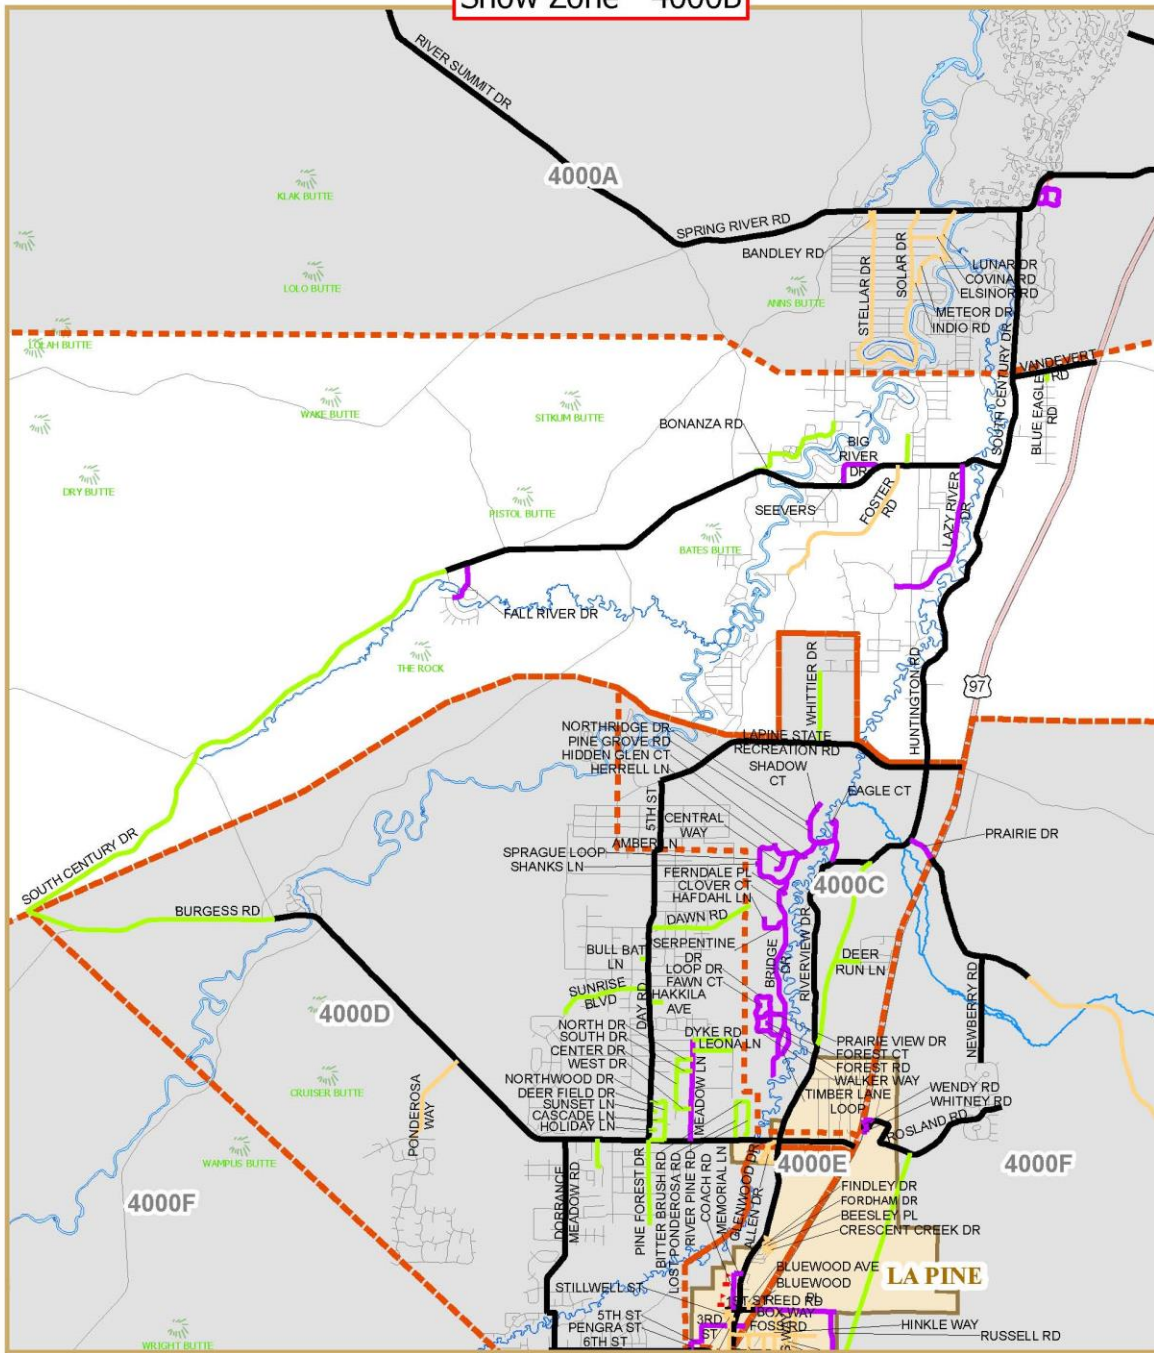 Snow Zone - 4000B
RIVER SUMMIT DR
4000A
KLAK BUTTE
SPRING RIVER RD
BANDLEY RD
STELLAR DR
SOLAR DR
LUNAR DR
COVINA RD
ELSINOR RD
METEOR DR
INDIO RD
LOLO BUTTE
ANNS BUTTE
LOLAH BUTTE
SOUTH CENTURY DR
VANDEVERT
RD
BLUE EAGLE
RD
WAKE BUTTE
SITKUM BUTTE
BONANZA RD
BIG
RIVER
DR
SEEVERS
FOSTER
RD
LAZY RIVER
DR
DRY BUTTE
PISTOL BUTTE
BATES BUTTE
FALL RIVER DR
THE ROCK
WHITTIER DR
HUNTINGTON RD
97
NORTHRIDGE DR
PINE GROVE RD
HIDDEN GLEN CT
HERRELL LN
LAPINE STATE
RECREATION RD
SHADOW
CT
EAGLE CT
5TH ST
CENTRAL
WAY
AMBER LN
PRAIRIE DR
SPRAGUE LOOP
SHANKS LN
FERNDALE PL
CLOVER CT
HAFDAHL LN
4000C
SOUTH CENTURY DR
BURGESS RD
DAWN RD
BULL BAT
LN
SERPENTINE
DR
LOOP DR
FAWN CT
BRIDGE
DR
RIVERVIEW DR
DEER
RUN LN
SUNRISE
BLVD
HAKKILA
AVE
DAY RD
NEWBERRY RD
4000D
NORTH DR
SOUTH DR
CENTER DR
WEST DR
DYKE RD
LEONA LN
PRAIRIE VIEW DR
FOREST CT
FOREST RD
WALKER WAY
TIMBER LANE
LOOP
CRUISER BUTTE
PONDEROSA
WAY
NORTHWOOD DR
DEER FIELD DR
SUNSET LN
CASCADE LN
HOLIDAY LN
MEADOW LN
WENDY RD
WHITNEY RD
ROSLAND RD
WAMPUS BUTTE
4000F
DORRANCE
MEADOW RD
PINE FOREST DR
BITTER BRUSH RD
LOST PONDEROSA RD
RIVER PINE RD
COACH RD
MEMORIAL LN
GLENWOOD DR
ALLEN DR
4000E
4000F
FINDLEY DR
FORDHAM DR
BEESLEY PL
CRESCENT CREEK DR
BLUEWOOD AVE
BLUEWOOD
PL
LA PINE
STILLWELL ST
1ST ST
REED RD
BOX WAY
FOSS RD
3RD
ST
5TH ST
PENGRA ST
6TH ST
HINKLE WAY
RUSSELL RD
WRIGHT BUTTE